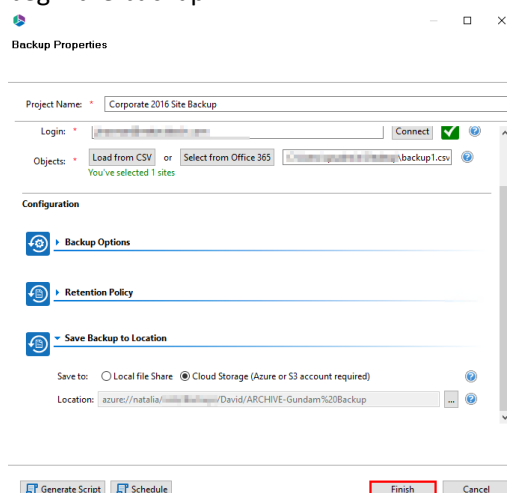 Backup Properties
Project Name: * Corporate 2016 Site Backup
Login: * Connect
Objects: * Load from CSV or Select from Office 365 \backup1.csv
You've selected 1 sites
Configuration
Backup Options
Retention Policy
Save Backup to Location
Save to: Local file Share Cloud Storage (Azure or S3 account required)
Location: azure://natalia/ /David/ARCHIVE-Gundam%20Backup ...
Generate Script Schedule Finish Cancel